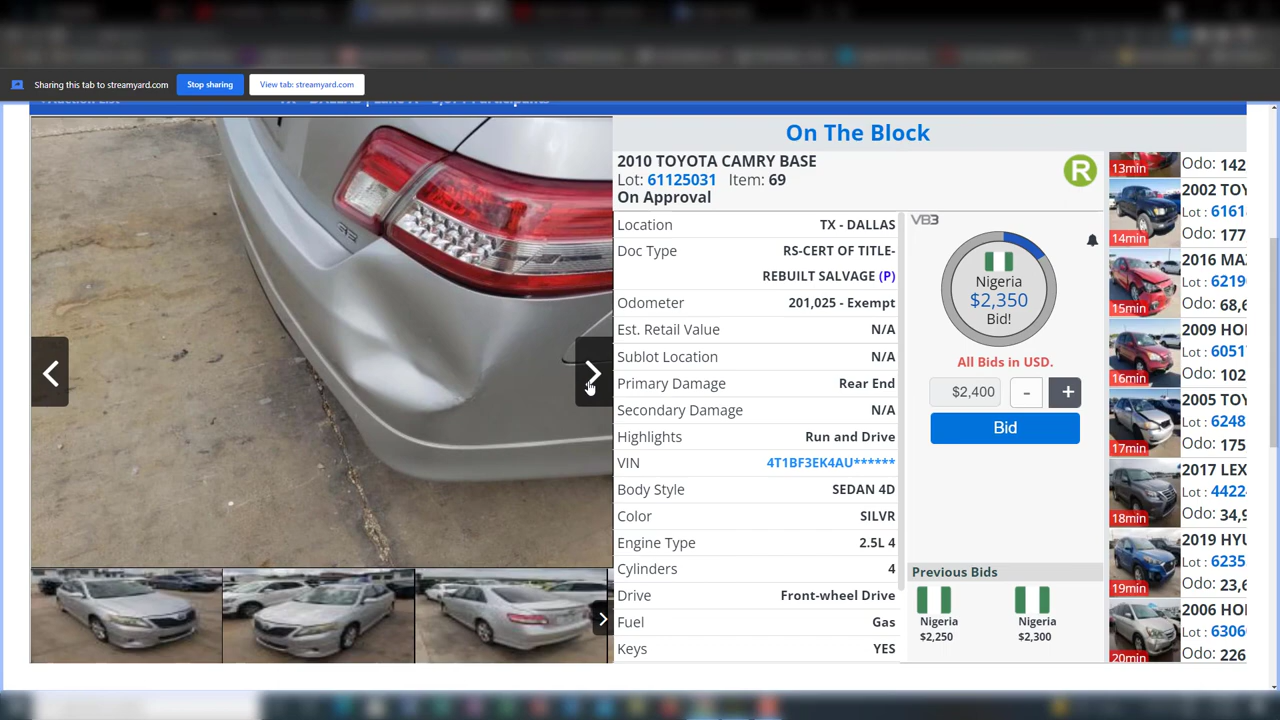 Sharing this tab to streamyard.com
Stop sharing
View tab: streamyard.com
On The Block
2010 TOYOTA CAMRY BASE
Lot: 61125031 Item: 69
On Approval
R
Location TX - DALLAS
Doc Type RS-CERT OF TITLE-
REBUILT SALVAGE (P)
Odometer 201,025 - Exempt
Est. Retail Value N/A
Sublot Location N/A
Primary Damage Rear End
Secondary Damage N/A
Highlights Run and Drive
VIN 4T1BF3EK4AU******
Body Style SEDAN 4D
Color SILVR
Engine Type 2.5L 4
Cylinders 4
Drive Front-wheel Drive
Fuel Gas
Keys YES
VB3
Nigeria
$2,350
Bid!
All Bids in USD.
$2,400 - +
Bid
Previous Bids
Nigeria Nigeria
$2,250 $2,300
13min
Odo: 142
2002 TOY
Lot : 6161
14min Odo: 177
2016 MA
Lot : 6219
15min Odo: 68,6
2009 HO
Lot : 6051
16min Odo: 102
2005 TOY
Lot : 6248
17min Odo: 175
2017 LEX
Lot : 4422
18min Odo: 34,9
2019 HYU
Lot : 6235
19min Odo: 23,6
2006 HO
Lot : 6306
20min Odo: 226